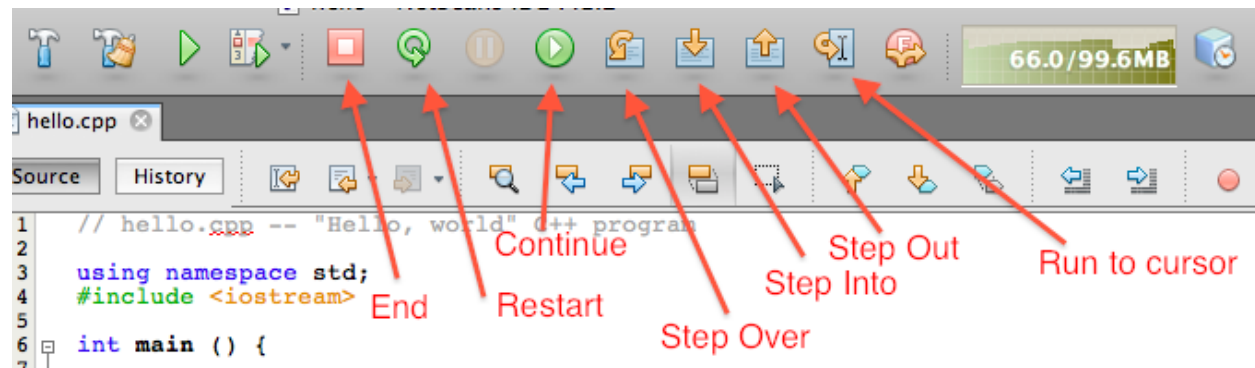 66.0/99.6MB
hello.cpp
Source History
1 // hello.cpp -- "Hello, world" C++ program
2
3 using namespace std;
4 #include <iostream>
5
6 int main () {
7
Continue
Step Out
Run to cursor
Step Into
End
Restart
Step Over